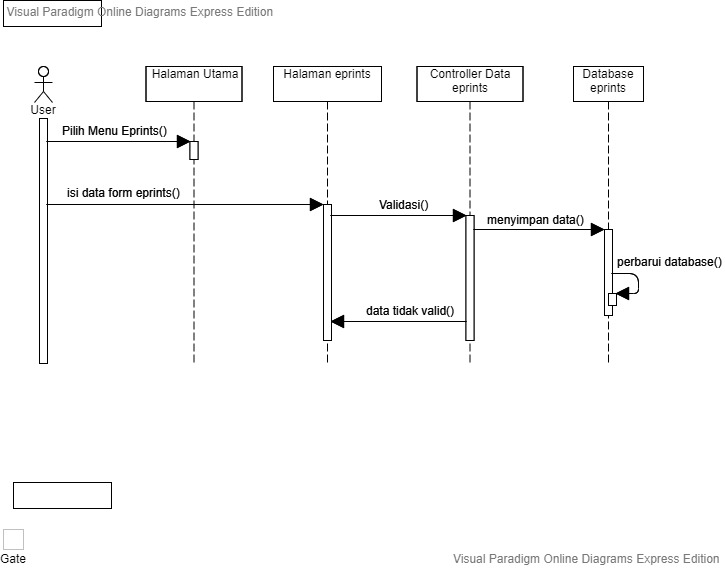 Visual Paradigm Online Diagrams Express Edition
User
Halaman Utama
Halaman eprints
Controller Data
eprints
Database
eprints
Pilih Menu Eprints()
isi data form eprints()
Validasi()
menyimpan data()
perbarui database()
data tidak valid()
Gate
Visual Paradigm Online Diagrams Express Edition